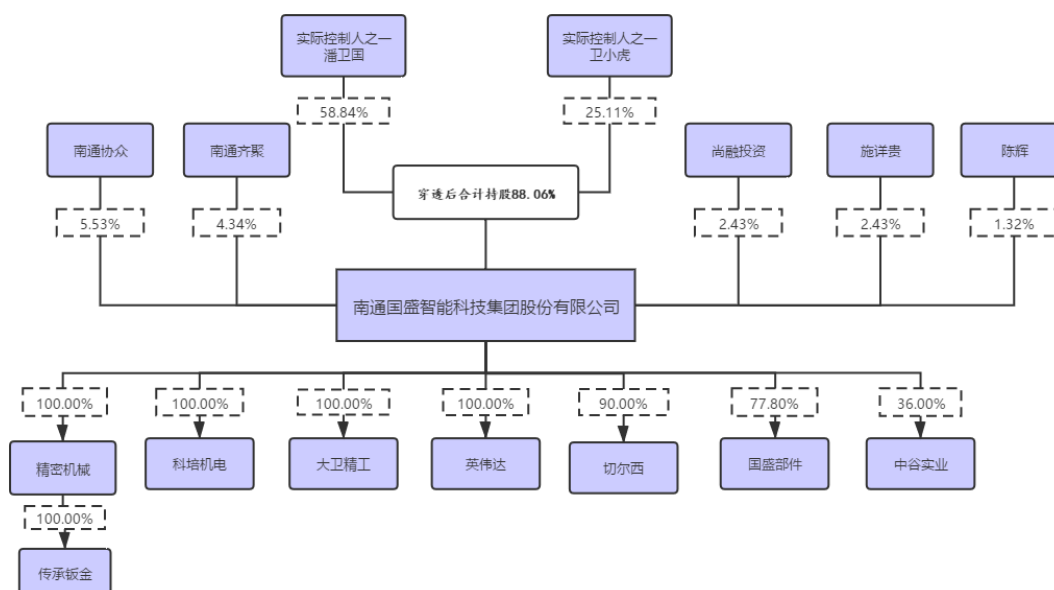 实际控制人之一
潘卫国
实际控制人之一
卫小虎
58.84%
25.11%
南通协众
南通齐聚
尚融投资
施详贵
陈辉
穿透后合计持股88.06%
5.53%
4.34%
2.43%
2.43%
1.32%
南通国盛智能科技集团股份有限公司
100.00%
100.00%
100.00%
100.00%
90.00%
77.80%
36.00%
精密机械
科培机电
大卫精工
英伟达
切尔西
国盛部件
中谷实业
100.00%
传承钣金